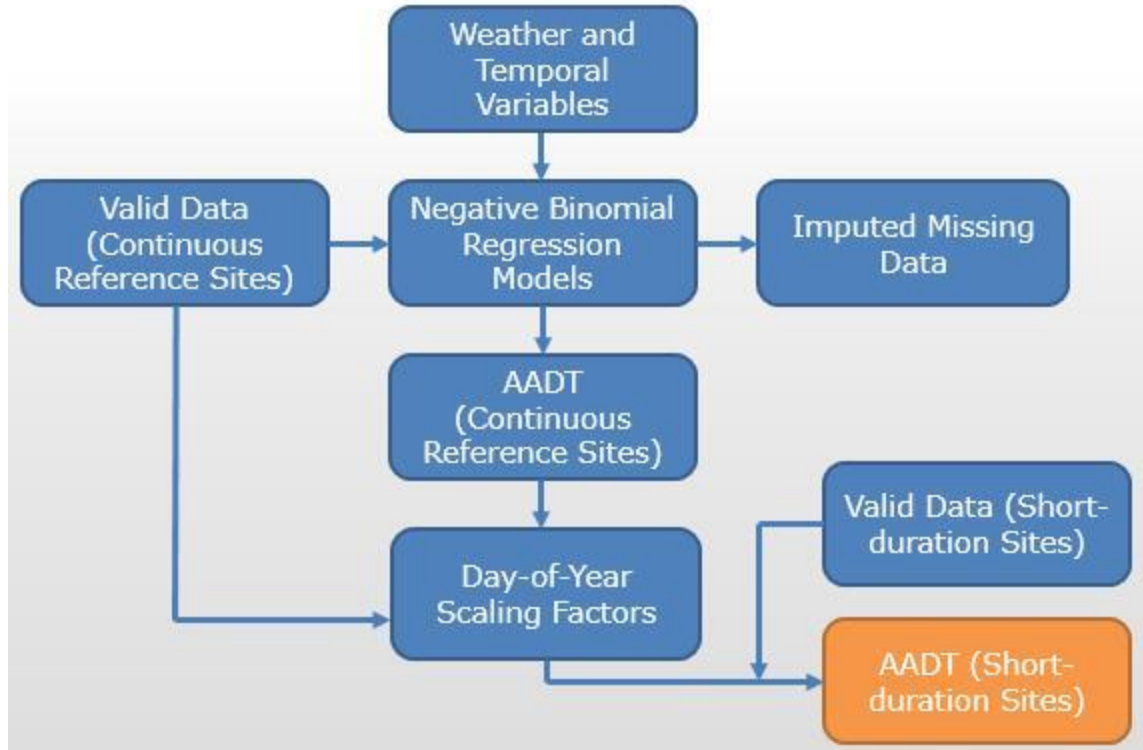 Weather and
Temporal
Variables
Valid Data
(Continuous
Reference Sites)
Negative Binomial
Regression
Models
Imputed Missing
Data
AADT
(Continuous
Reference Sites)
Valid Data (Short-
duration Sites)
Day-of-Year
Scaling Factors
AADT (Short-
duration Sites)